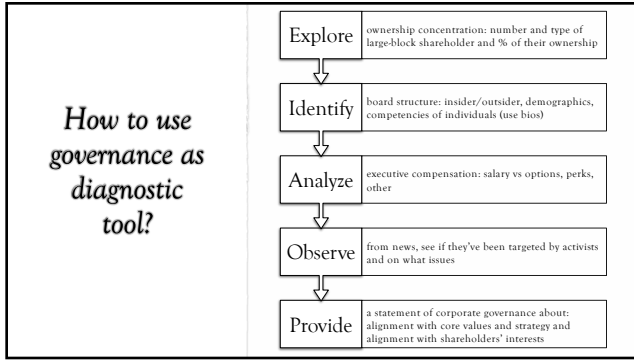 How to use
governance as
diagnostic
tool?
Explore
ownership concentration: number and type of
large-block shareholder and % of their ownership
Identify
board structure: insider/outsider, demographics,
competencies of individuals (use bios)
Analyze
executive compensation: salary vs options, perks,
other
Observe
from news, see if they've been targeted by activists
and on what issues
Provide
a statement of corporate governance about:
alignment with core values and strategy and
alignment with shareholders' interests